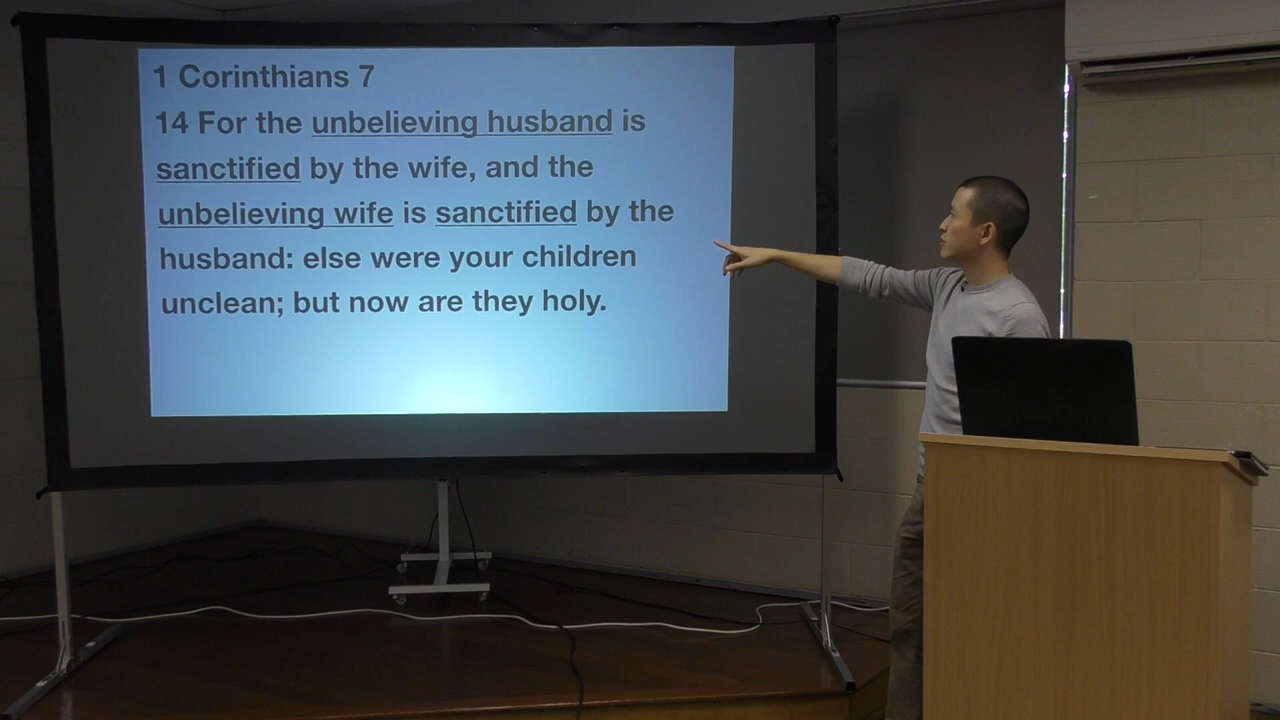 1 Corinthians 7
14 For the unbelieving husband is
sanctified by the wife, and the
unbelieving wife is sanctified by the
husband: else were your children
unclean; but now are they holy.